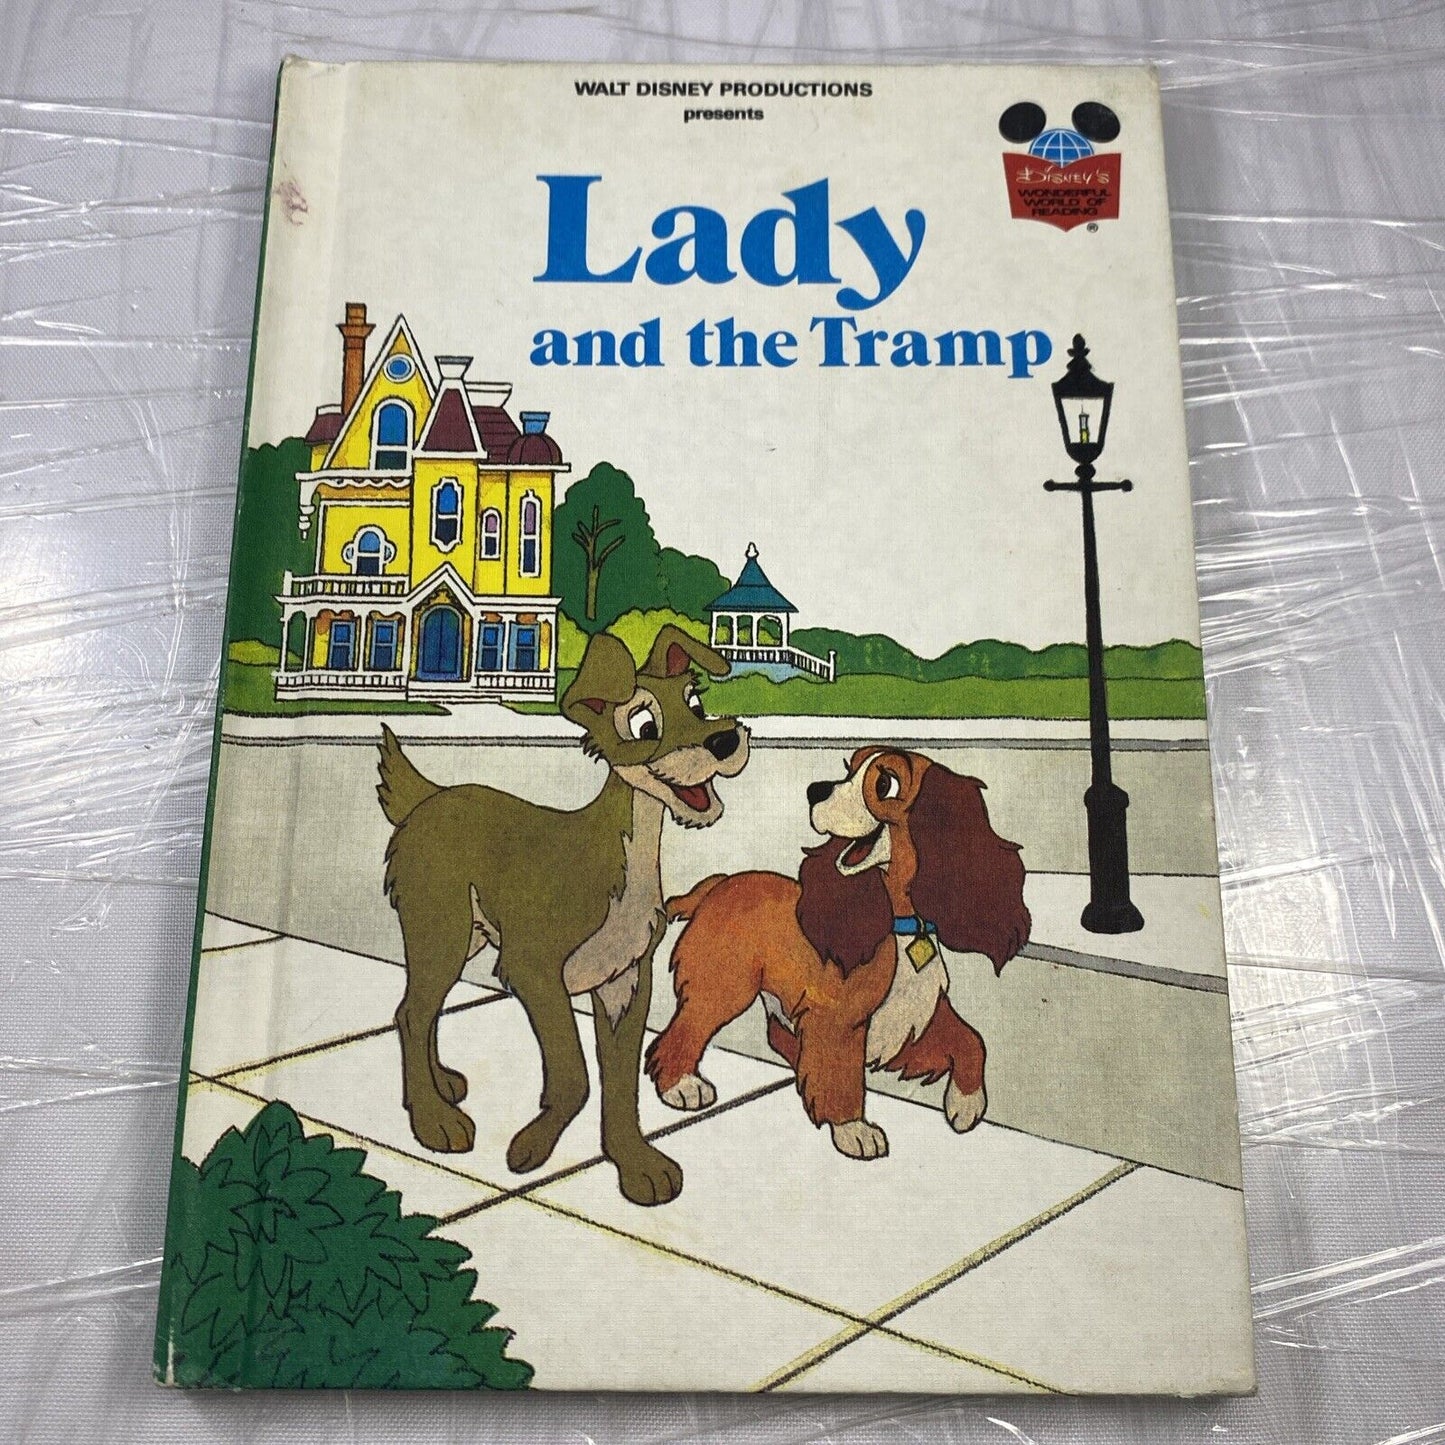 WALT DISNEY PRODUCTIONS
presents
Lady
and the Tramp
DISNEY'S
WONDERFUL
WORLD OF
READING
®